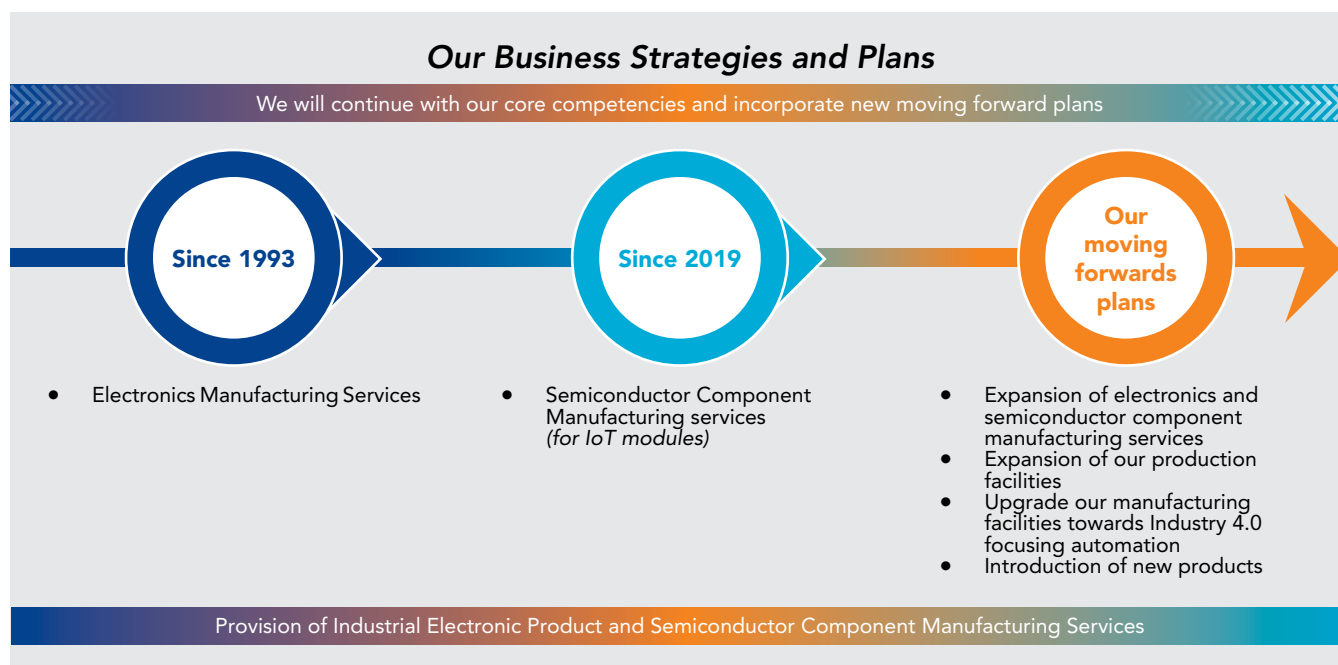 Our Business Strategies and Plans
We will continue with our core competencies and incorporate new moving forward plans
Since 1993
Since 2019
Our
moving
forwards
plans
• Electronics Manufacturing Services
• Semiconductor Component
Manufacturing services
(for IoT modules)
• Expansion of electronics and
semiconductor component
manufacturing services
• Expansion of our production
facilities
• Upgrade our manufacturing
facilities towards Industry 4.0
focusing automation
• Introduction of new products
Provision of Industrial Electronic Product and Semiconductor Component Manufacturing Services